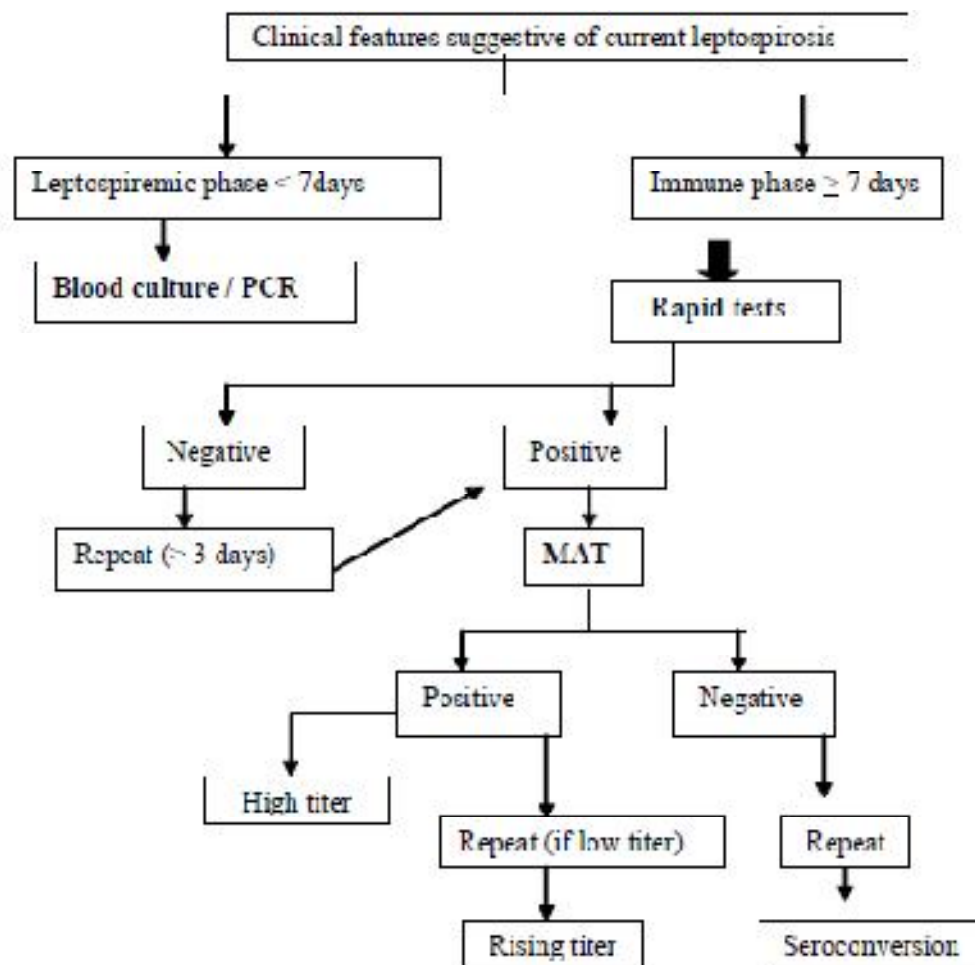 Clinical features suggestive of current leptospirosis
Leptospiremic phase < 7days
Immune phase ≥ 7 days
Blood culture / PCR
Rapid tests
Negative
Positive
Repeat (> 3 days)
MAT
Positive
Negative
High titer
Repeat (if low titer)
Repeat
Rising titer
Seroconversion